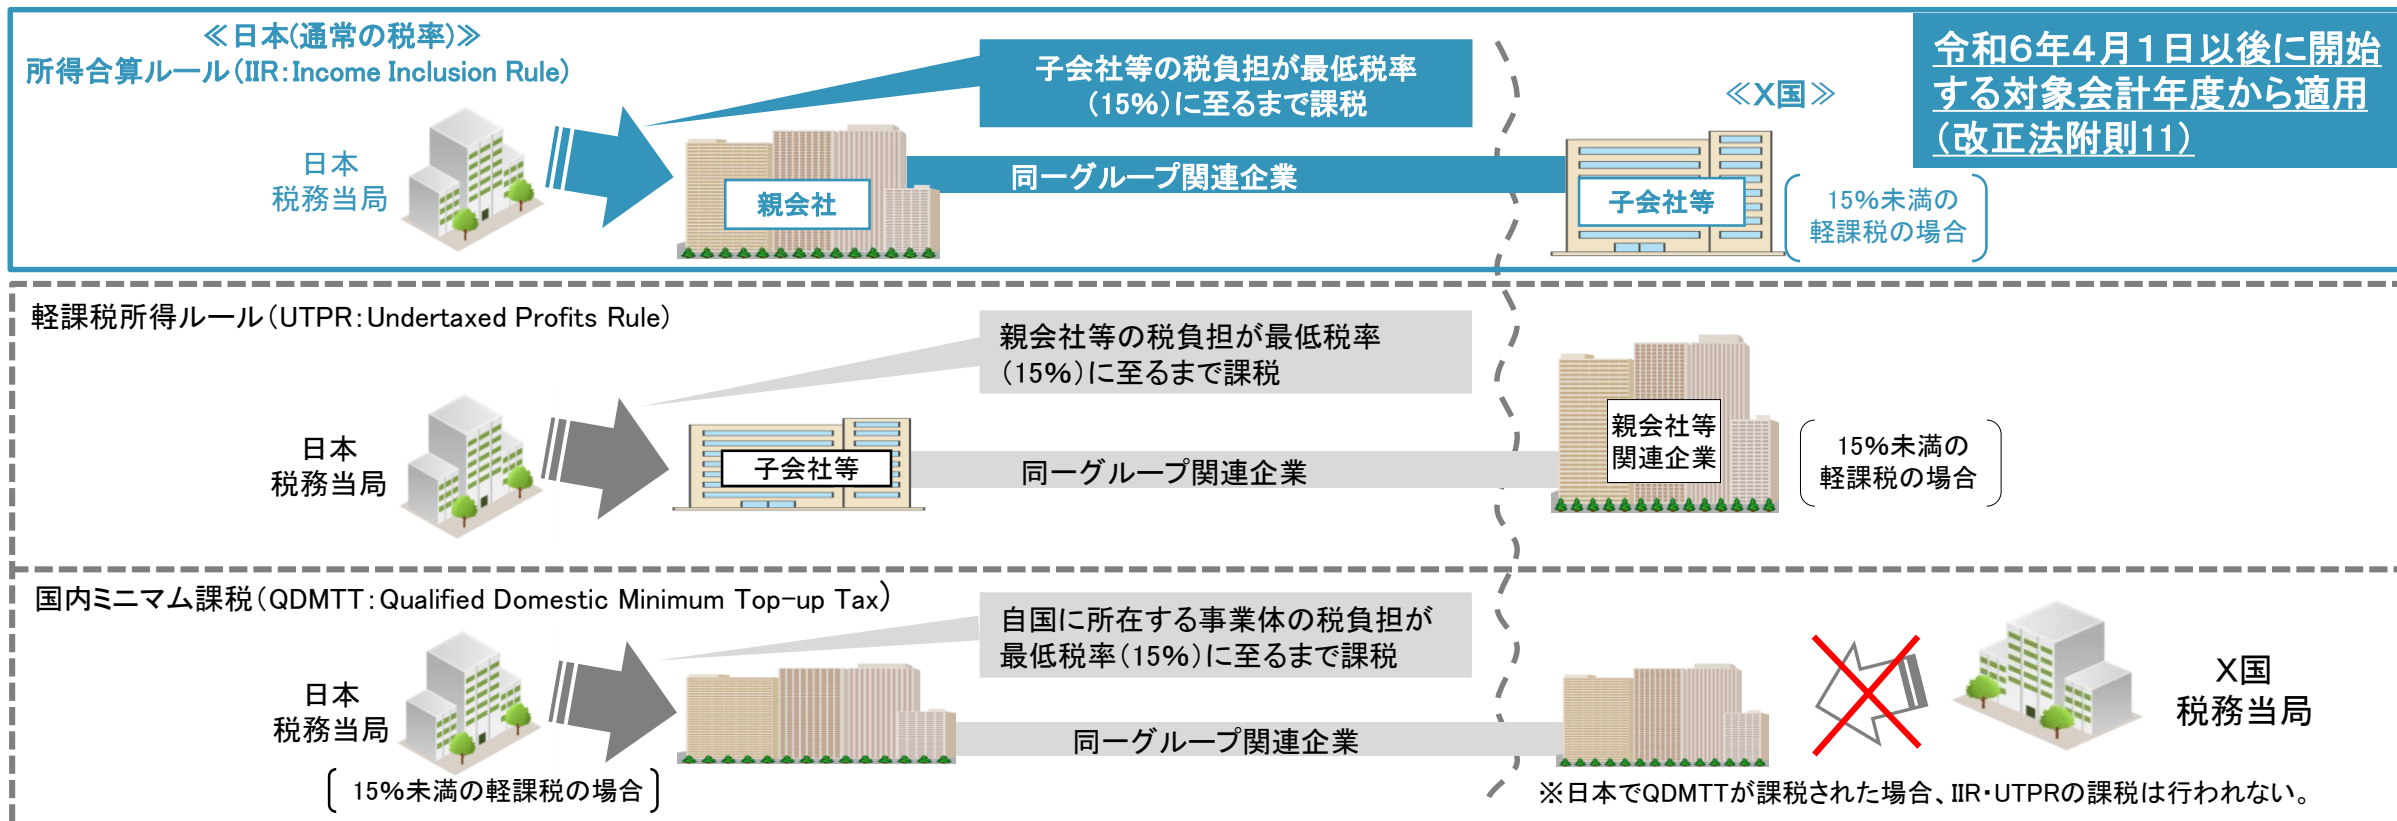 ≪日本(通常の税率)≫
所得合算ルール（IIR：Income Inclusion Rule）
子会社等の税負担が最低税率
（15%）に至るまで課税
≪X国≫
令和6年4月1日以後に開始
する対象会計年度から適用
（改正法附則11）
日本
税務当局
親会社
同一グループ関連企業
子会社等
15%未満の
軽課税の場合
軽課税所得ルール（UTPR：Undertaxed Profits Rule）
親会社等の税負担が最低税率
（15%）に至るまで課税
日本
税務当局
子会社等
同一グループ関連企業
親会社等
関連企業
15%未満の
軽課税の場合
国内ミニマム課税（QDMTT：Qualified Domestic Minimum Top-up Tax）
自国に所在する事業体の税負担が
最低税率（15%）に至るまで課税
日本
税務当局
15%未満の軽課税の場合
同一グループ関連企業
X国
税務当局
※日本でQDMTTが課税された場合、IIR・UTPRの課税は行われない。